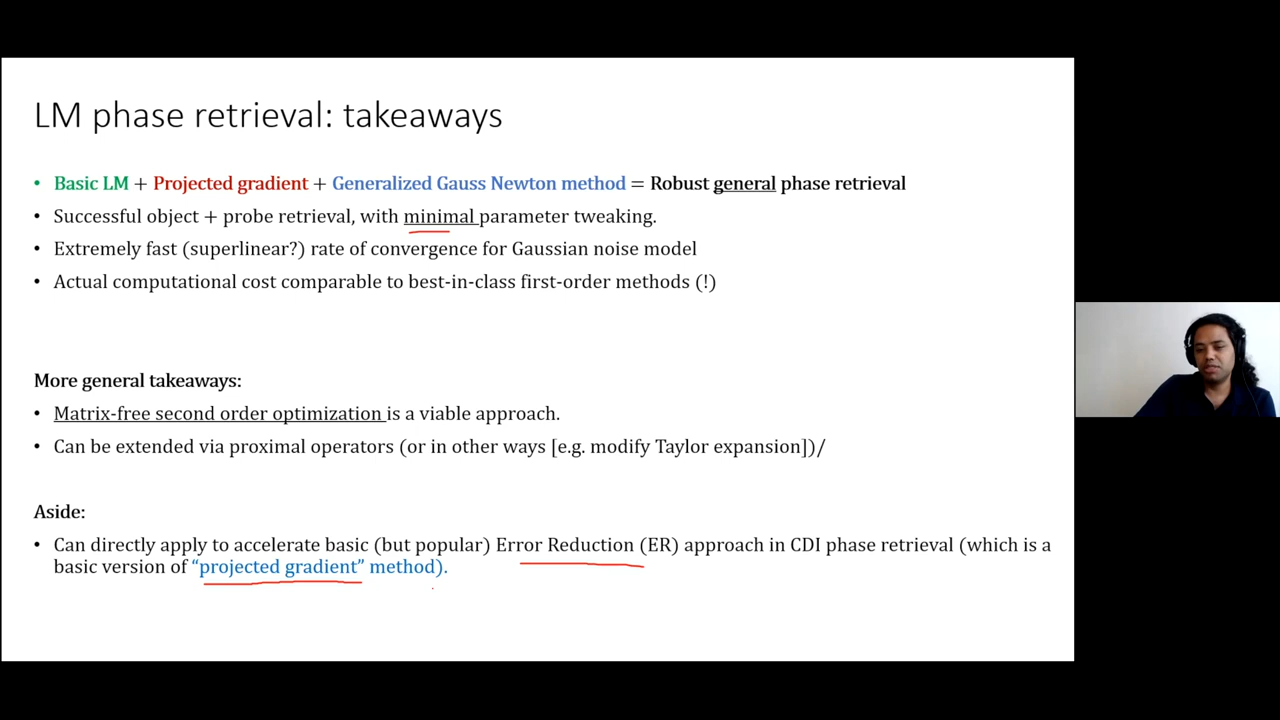 LM phase retrieval: takeaways
• Basic LM + Projected gradient + Generalized Gauss Newton method = Robust general phase retrieval
• Successful object + probe retrieval, with minimal parameter tweaking.
• Extremely fast (superlinear?) rate of convergence for Gaussian noise model
• Actual computational cost comparable to best-in-class first-order methods (!)
More general takeaways:
• Matrix-free second order optimization is a viable approach.
• Can be extended via proximal operators (or in other ways [e.g. modify Taylor expansion])/
Aside:
• Can directly apply to accelerate basic (but popular) Error Reduction (ER) approach in CDI phase retrieval (which is a
basic version of “projected gradient” method).